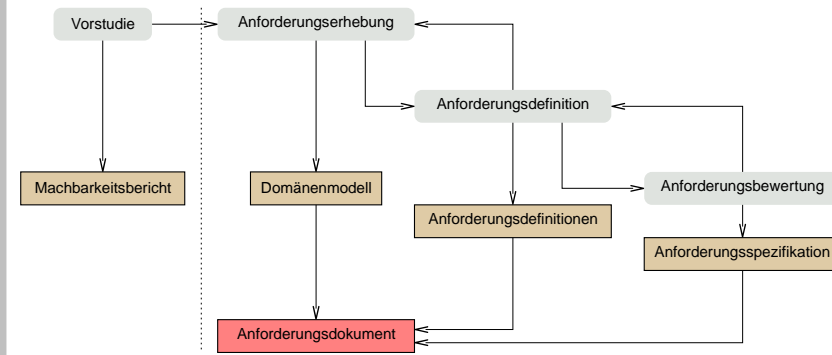 Vorstudie
Anforderungserhebung
Anforderungsdefinition
Machbarkeitsbericht
Domänenmodell
Anforderungsbewertung
Anforderungsdefinitionen
Anforderungsspezifikation
Anforderungsdokument